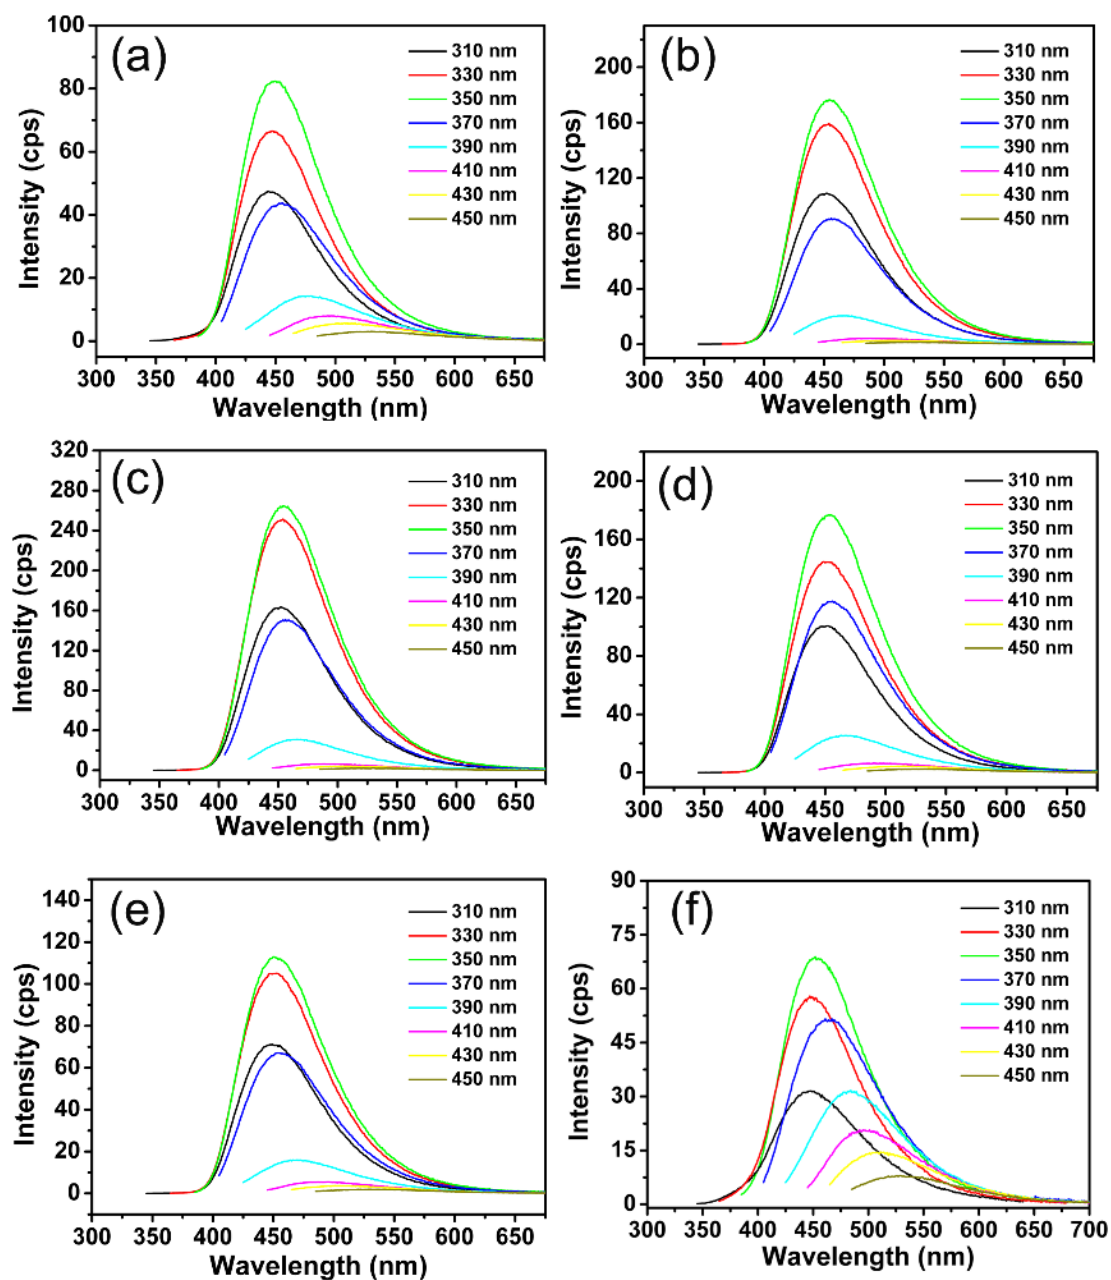 (a)
100
80
60
40
20
0
Intensity (cps)
300 350 400 450 500 550 600 650
Wavelength (nm)
310 nm
330 nm
350 nm
370 nm
390 nm
410 nm
430 nm
450 nm
(b)
200
160
120
80
40
0
Intensity (cps)
300 350 400 450 500 550 600 650
Wavelength (nm)
310 nm
330 nm
350 nm
370 nm
390 nm
410 nm
430 nm
450 nm
(c)
320
280
240
200
160
120
80
40
0
Intensity (cps)
300 350 400 450 500 550 600 650
Wavelength (nm)
310 nm
330 nm
350 nm
370 nm
390 nm
410 nm
430 nm
450 nm
(d)
200
160
120
80
40
0
Intensity (cps)
300 350 400 450 500 550 600 650
Wavelength (nm)
310 nm
330 nm
350 nm
370 nm
390 nm
410 nm
430 nm
450 nm
(e)
140
120
100
80
60
40
20
0
Intensity (cps)
300 350 400 450 500 550 600 650
Wavelength (nm)
310 nm
330 nm
350 nm
370 nm
390 nm
410 nm
430 nm
450 nm
(f)
90
75
60
45
30
15
0
Intensity (cps)
300 350 400 450 500 550 600 650 700
Wavelength (nm)
310 nm
330 nm
350 nm
370 nm
390 nm
410 nm
430 nm
450 nm